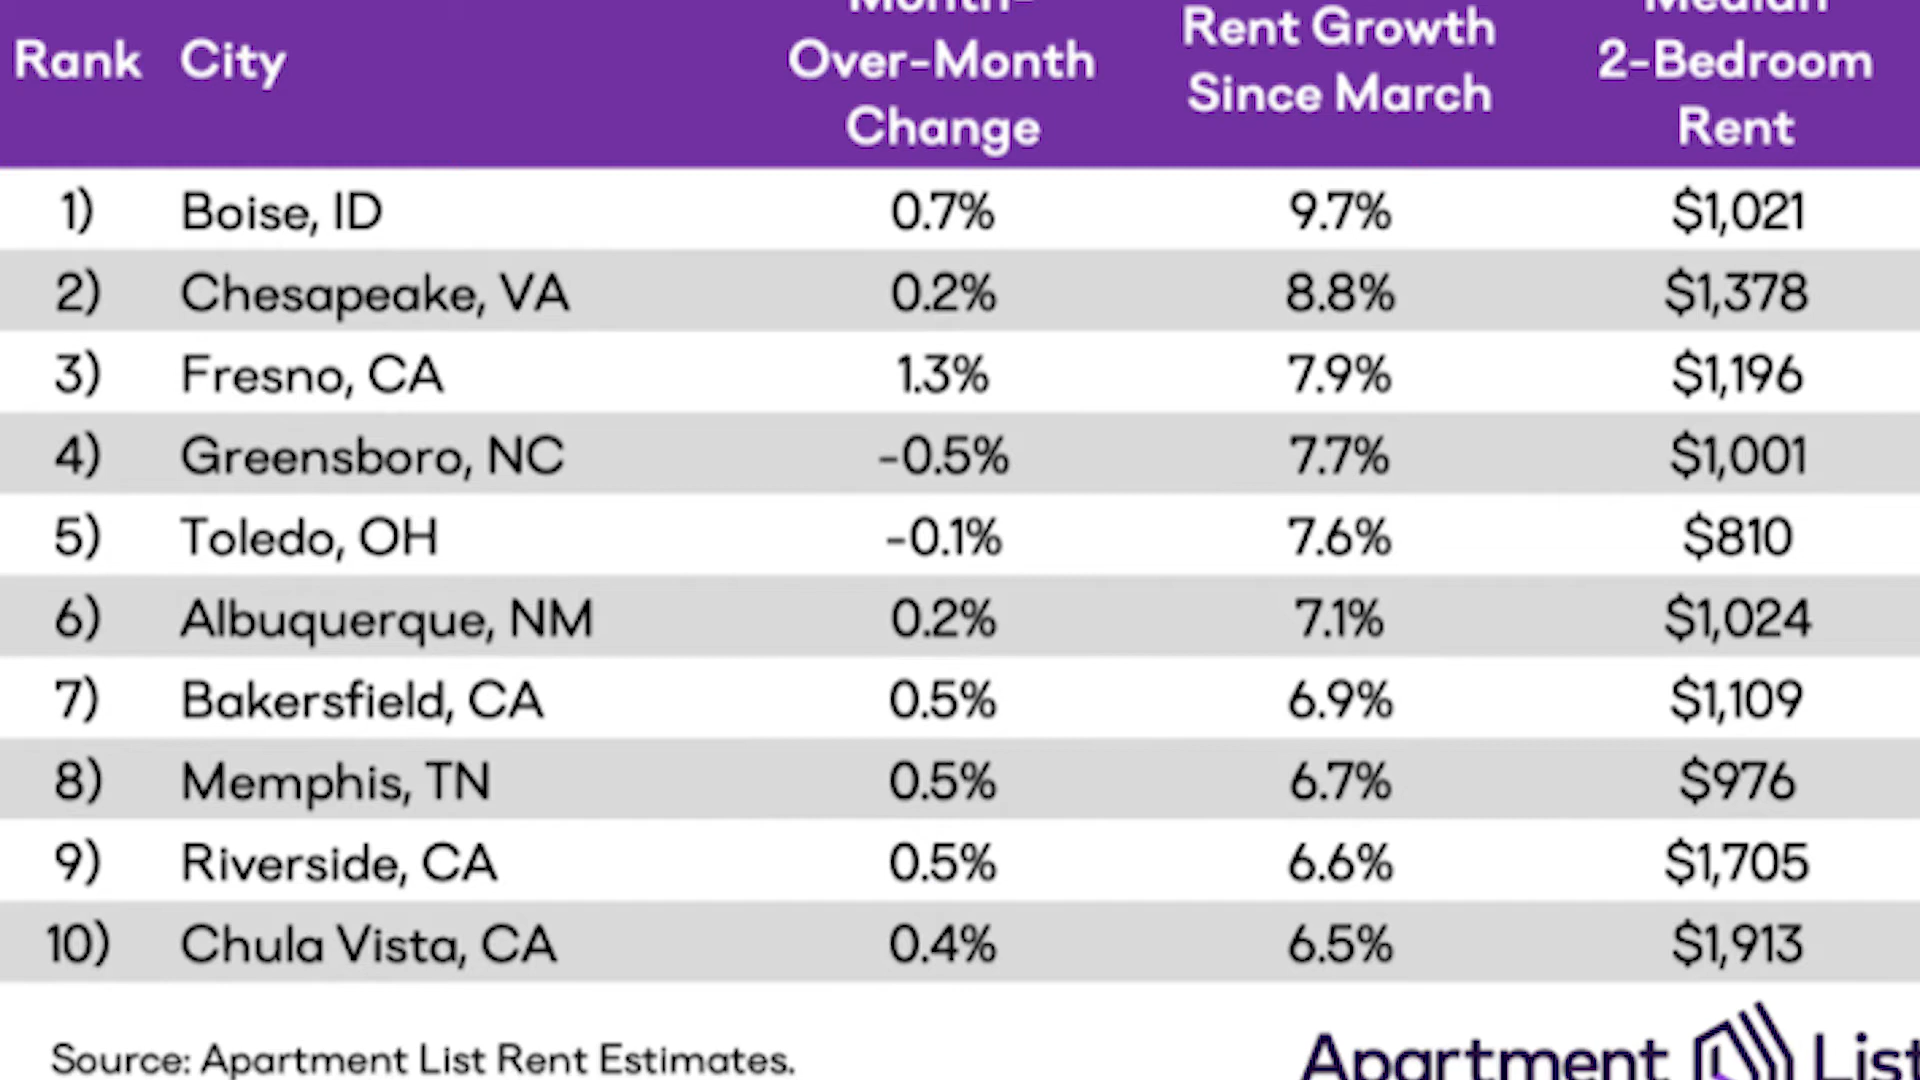 Rank City Month-Over-Month Change Rent Growth Since March Median 2-Bedroom Rent
1) Boise, ID 0.7% 9.7% $1,021
2) Chesapeake, VA 0.2% 8.8% $1,378
3) Fresno, CA 1.3% 7.9% $1,196
4) Greensboro, NC -0.5% 7.7% $1,001
5) Toledo, OH -0.1% 7.6% $810
6) Albuquerque, NM 0.2% 7.1% $1,024
7) Bakersfield, CA 0.5% 6.9% $1,109
8) Memphis, TN 0.5% 6.7% $976
9) Riverside, CA 0.5% 6.6% $1,705
10) Chula Vista, CA 0.4% 6.5% $1,913
Source: Apartment List Rent Estimates.
Apartment List